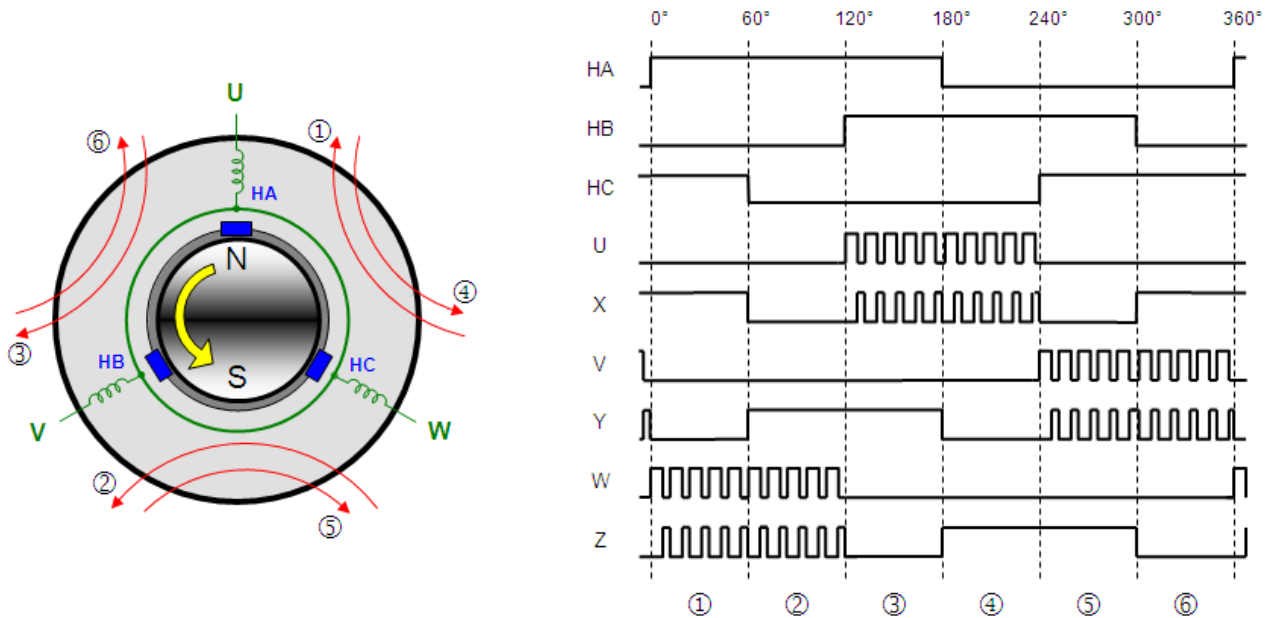 U
① ⑥
HA
N
④
③
HB S HC
V W
②
⑤
0° 60° 120° 180° 240° 300° 360°
HA
HB
HC
U
X
V
Y
W
Z
① ② ③ ④ ⑤ ⑥